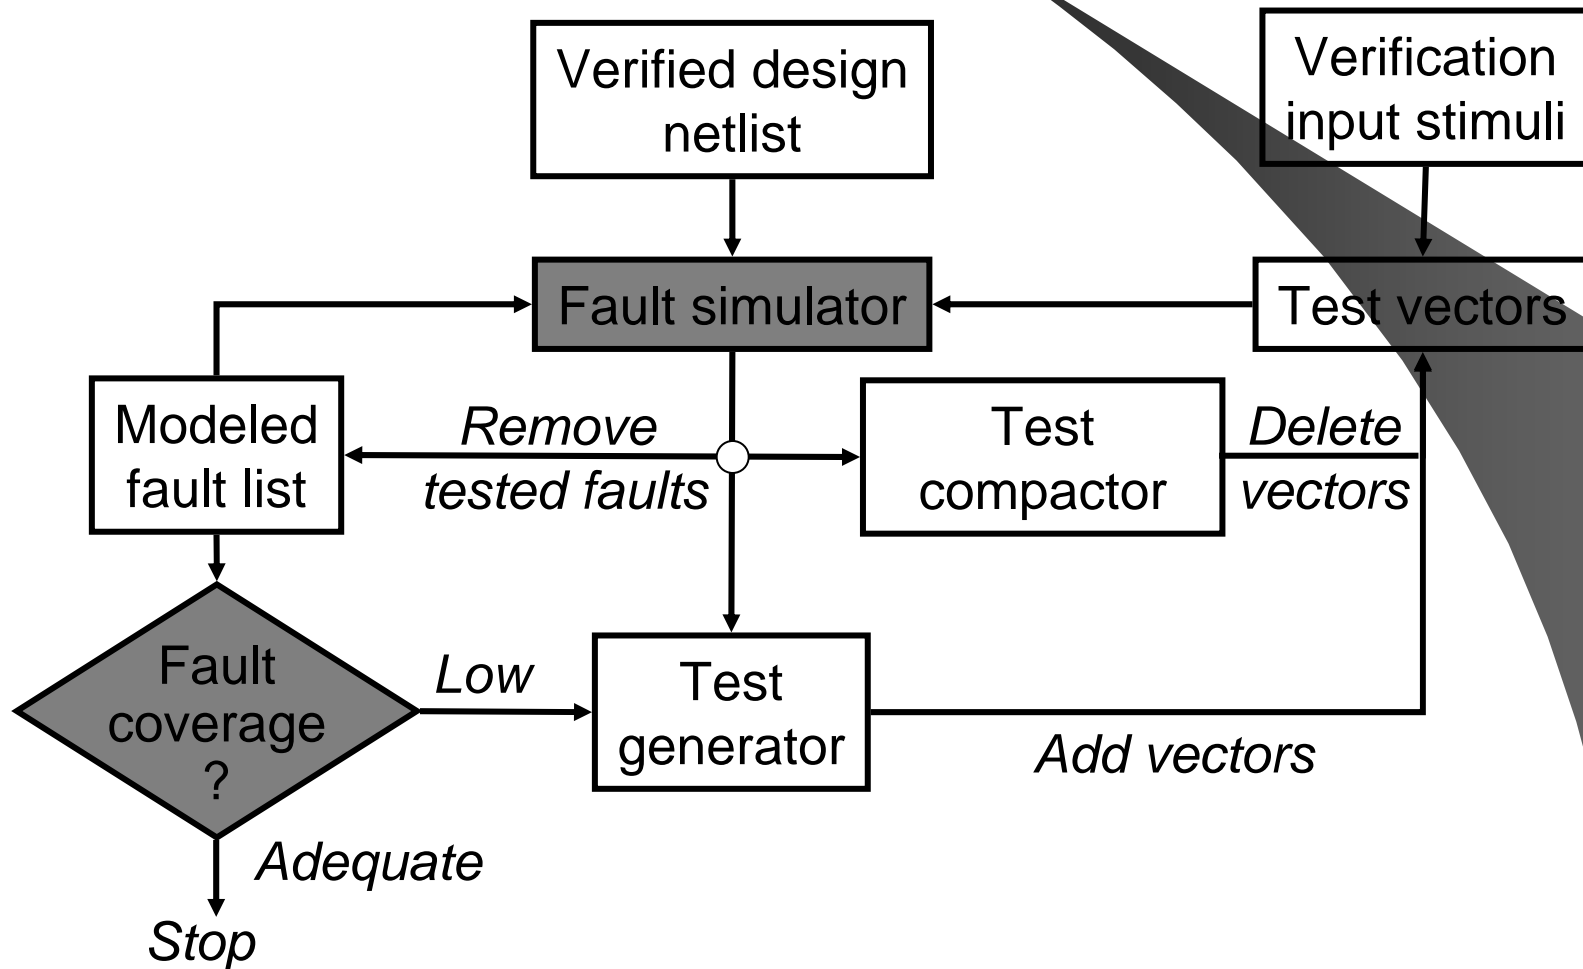 Verified design
netlist
Verification
input stimuli
Fault simulator
Test vectors
Modeled
fault list
Remove
tested faults
Test
compactor
Delete
vectors
Fault
coverage
?
Low
Test
generator
Add vectors
Adequate
Stop